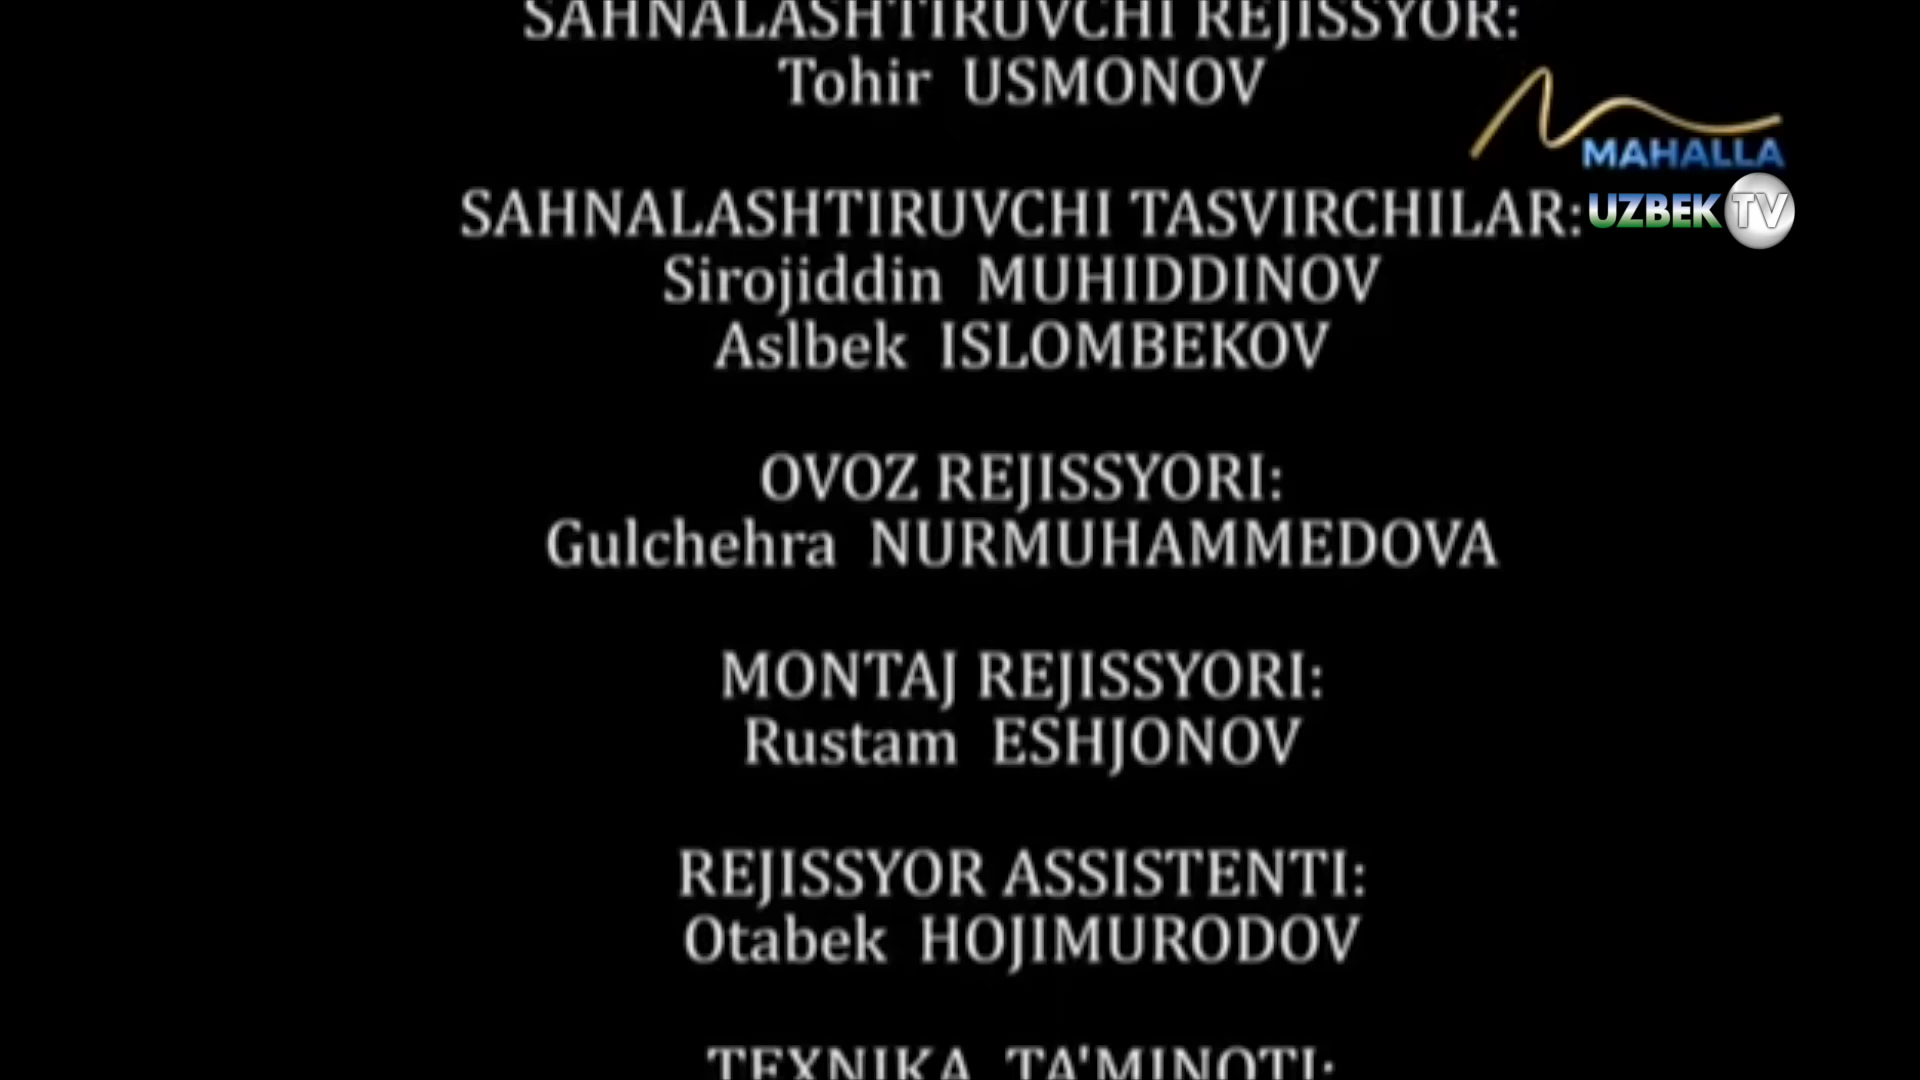 SAHNALASHTIRUVCHI REJISSYOR:
Tohir USMONOV
MAHALLA
UZBEK TV
SAHNALASHTIRUVCHI TASVIRCHILAR:
Sirojiddin MUHIDDINOV
Aslbek ISLOMBEKOV
OVOZ REJISSYORI:
Gulchehra NURMUHAMMEDOVA
MONTAJ REJISSYORI:
Rustam ESHJONOV
REJISSYOR ASSISTENTI:
Otabek HOJIMURODOV
TEXNIKA TA'MINOTI: